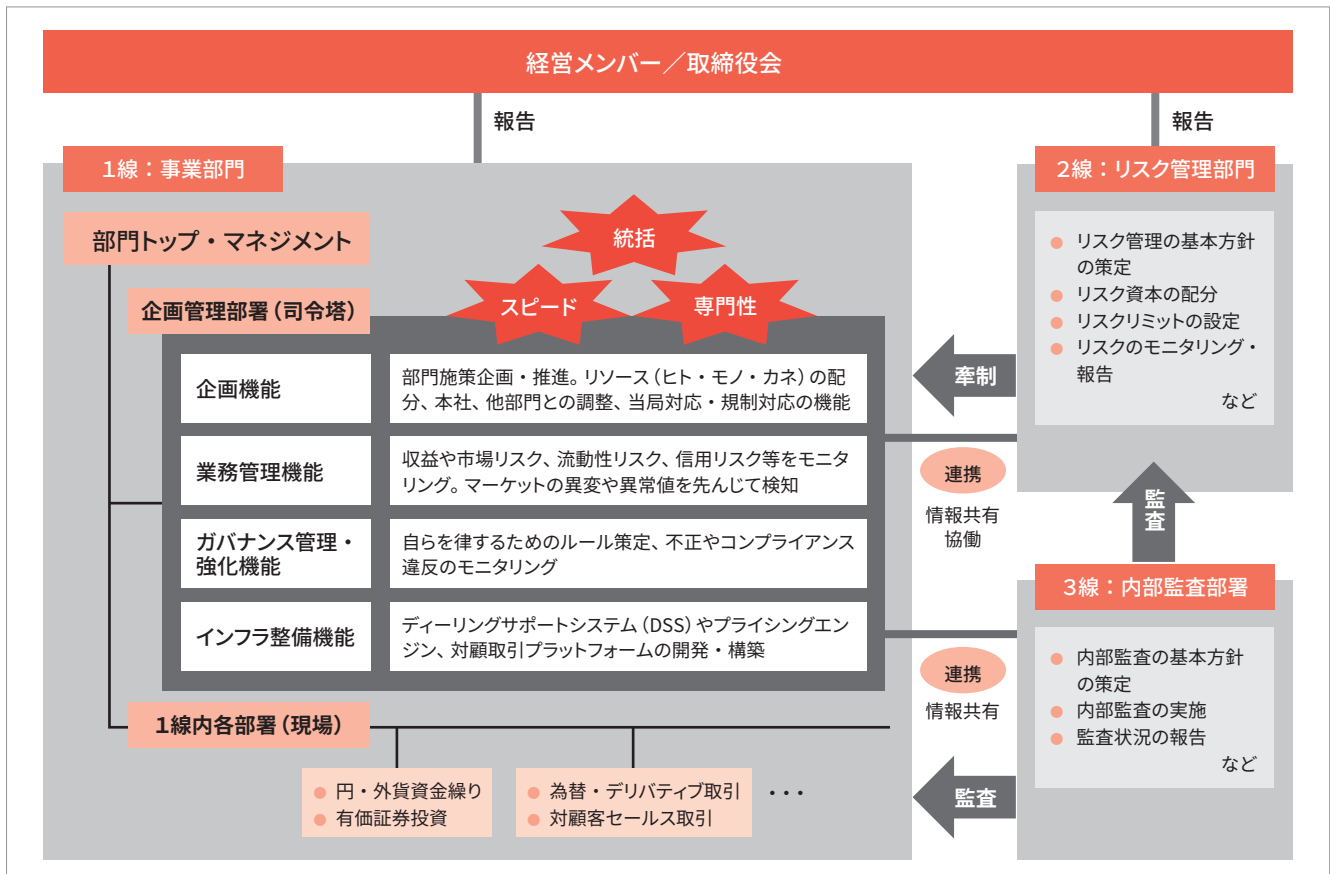 経営メンバー／取締役会
報告
報告
１線：事業部門
部門トップ・マネジメント
統括
スピード
専門性
企画管理部署（司令塔）
企画機能
部門施策企画・推進。リソース（ヒト・モノ・カネ）の配
分、本社、他部門との調整、当局対応・規制対応の機能
業務管理機能
収益や市場リスク、流動性リスク、信用リスク等をモニタ
リング。マーケットの異変や異常値を先んじて検知
ガバナンス管理・
強化機能
自らを律するためのルール策定、不正やコンプライアンス
違反のモニタリング
インフラ整備機能
ディーリングサポートシステム（DSS）やプライシングエン
ジン、対顧取引プラットフォームの開発・構築
１線内各部署（現場）
● 円・外貨資金繰り
● 有価証券投資
● 為替・デリバティブ取引
● 対顧客セールス取引
・・・
牽制
連携
情報共有
協働
連携
情報共有
監査
２線：リスク管理部門
● リスク管理の基本方針
の策定
● リスク資本の配分
● リスクリミットの設定
● リスクのモニタリング・
報告
など
監査
３線：内部監査部署
● 内部監査の基本方針
の策定
● 内部監査の実施
● 監査状況の報告
など